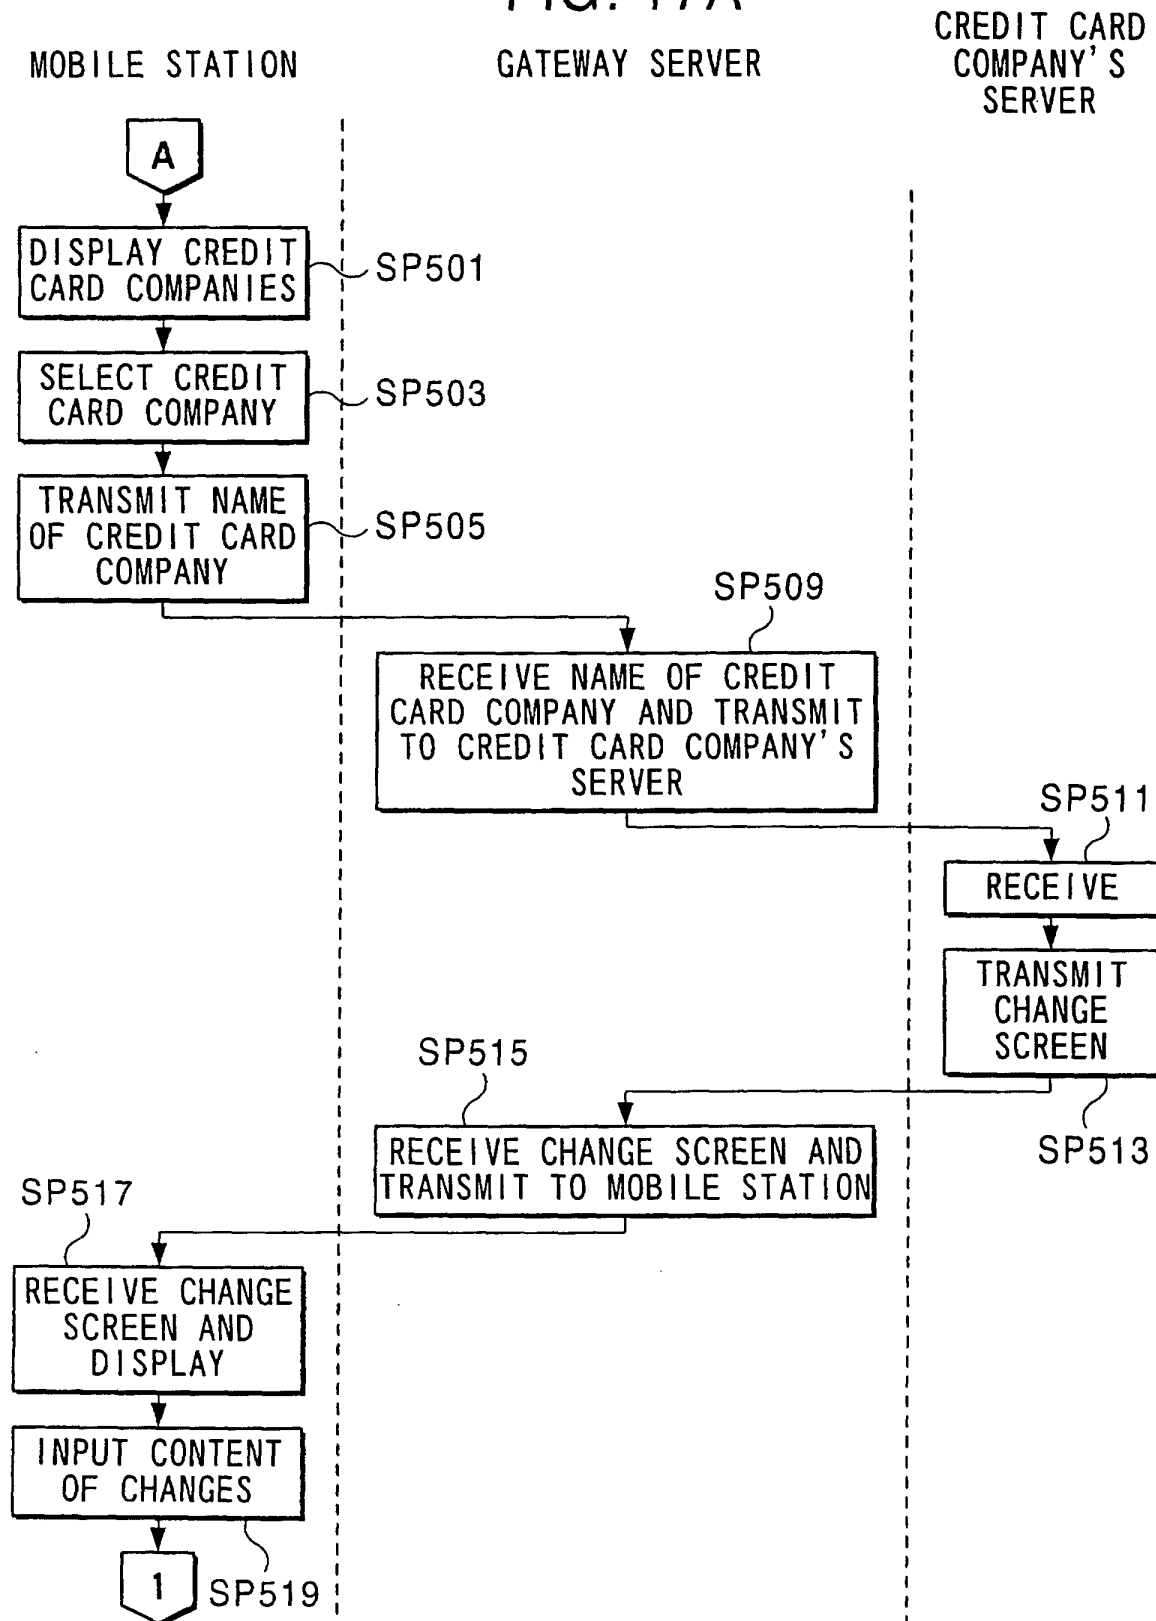 FIG. 17A
MOBILE STATION
GATEWAY SERVER
CREDIT CARD
COMPANY'S
SERVER
A
DISPLAY CREDIT
CARD COMPANIES
SP501
SELECT CREDIT
CARD COMPANY
SP503
TRANSMIT NAME
OF CREDIT CARD
COMPANY
SP505
SP509
RECEIVE NAME OF CREDIT
CARD COMPANY AND TRANSMIT
TO CREDIT CARD COMPANY'S
SERVER
SP511
RECEIVE
TRANSMIT
CHANGE
SCREEN
SP513
SP515
RECEIVE CHANGE SCREEN AND
TRANSMIT TO MOBILE STATION
SP517
RECEIVE CHANGE
SCREEN AND
DISPLAY
INPUT CONTENT
OF CHANGES
1
SP519